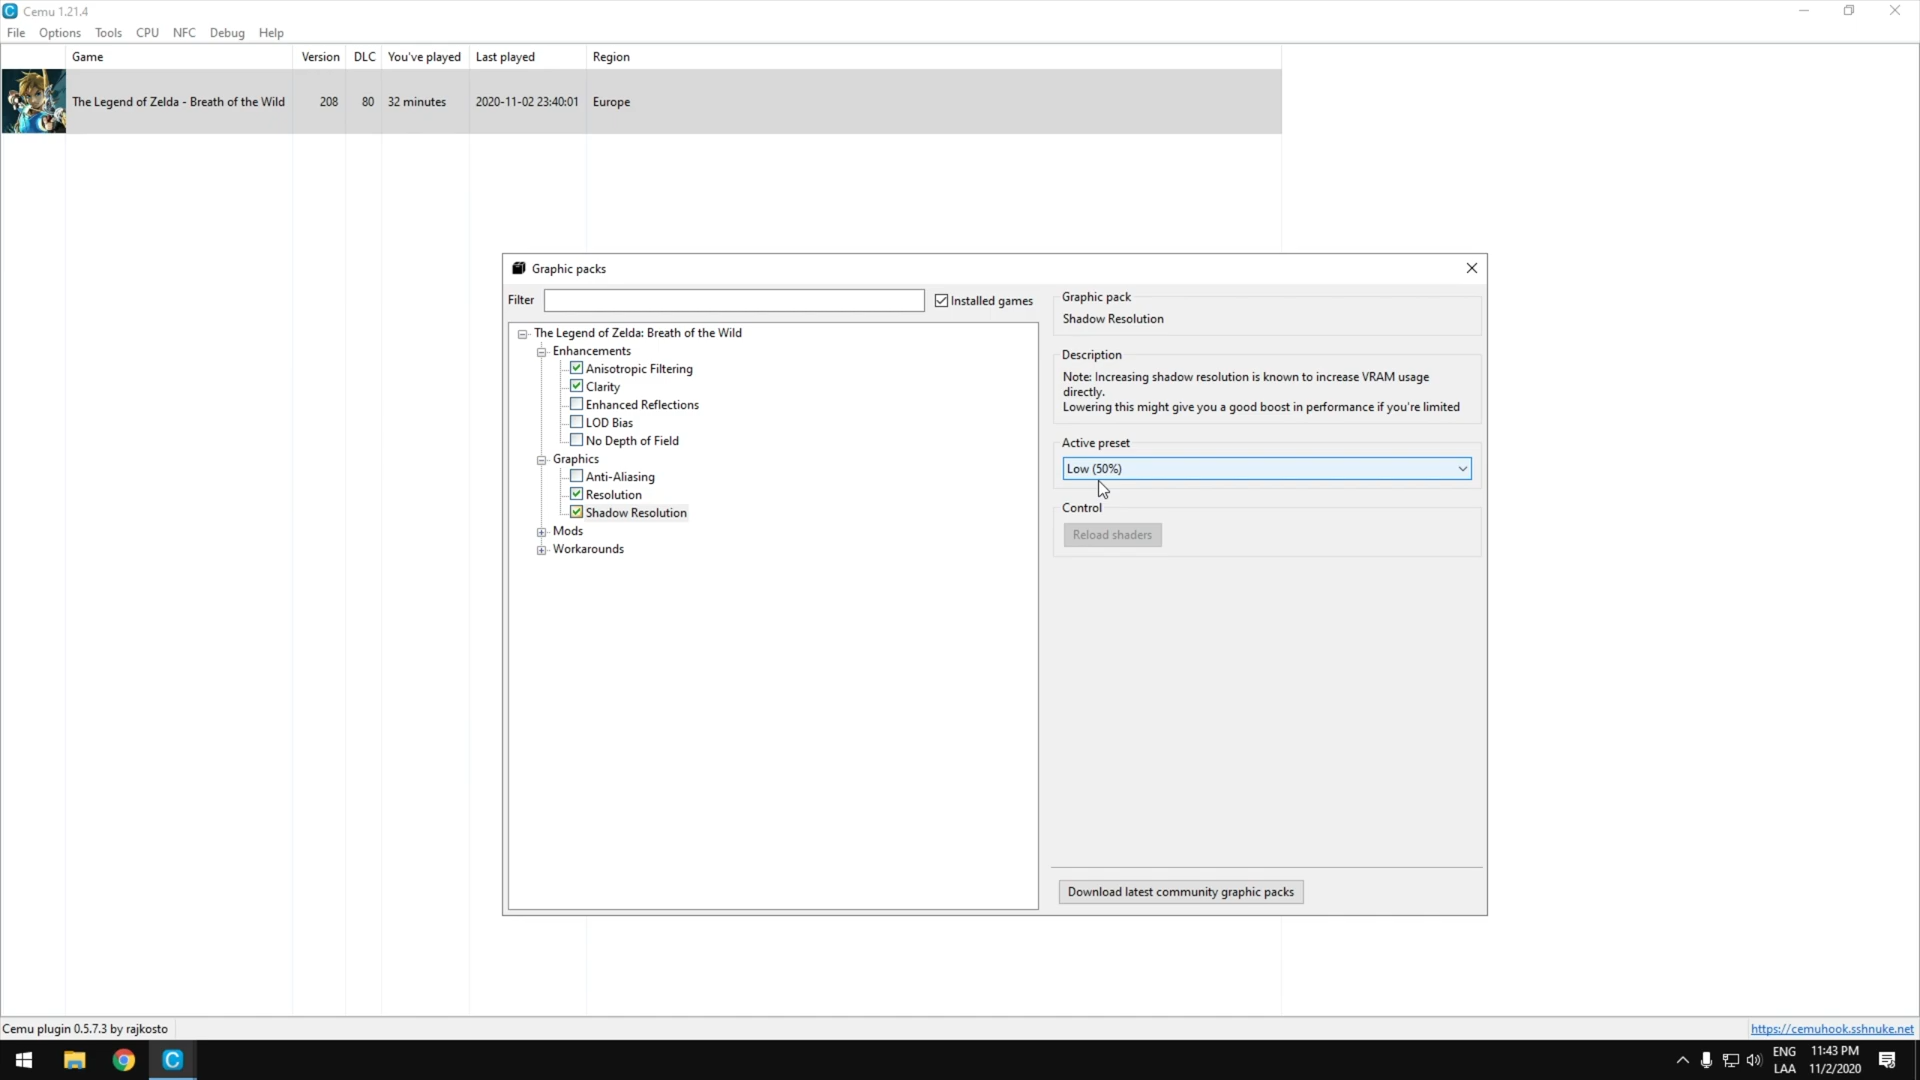 Cemu 1.21.4
File Options Tools CPU NFC Debug Help
Game Version DLC You've played Last played Region
The Legend of Zelda - Breath of the Wild 208 80 32 minutes 2020-11-02 23:40:01 Europe
Graphic packs
Filter Installed games
The Legend of Zelda: Breath of the Wild
Enhancements
Anisotropic Filtering
Clarity
Enhanced Reflections
LOD Bias
No Depth of Field
Graphics
Anti-Aliasing
Resolution
Shadow Resolution
Mods
Workarounds
Graphic pack
Shadow Resolution
Description
Note: Increasing shadow resolution is known to increase VRAM usage
directly.
Lowering this might give you a good boost in performance if you're limited
Active preset
Low (50%)
Control
Reload shaders
Download latest community graphic packs
Cemu plugin 0.5.7.3 by rajkosto
https://cemuhook.sshnuke.net
ENG 11:43 PM
LAA 11/2/2020